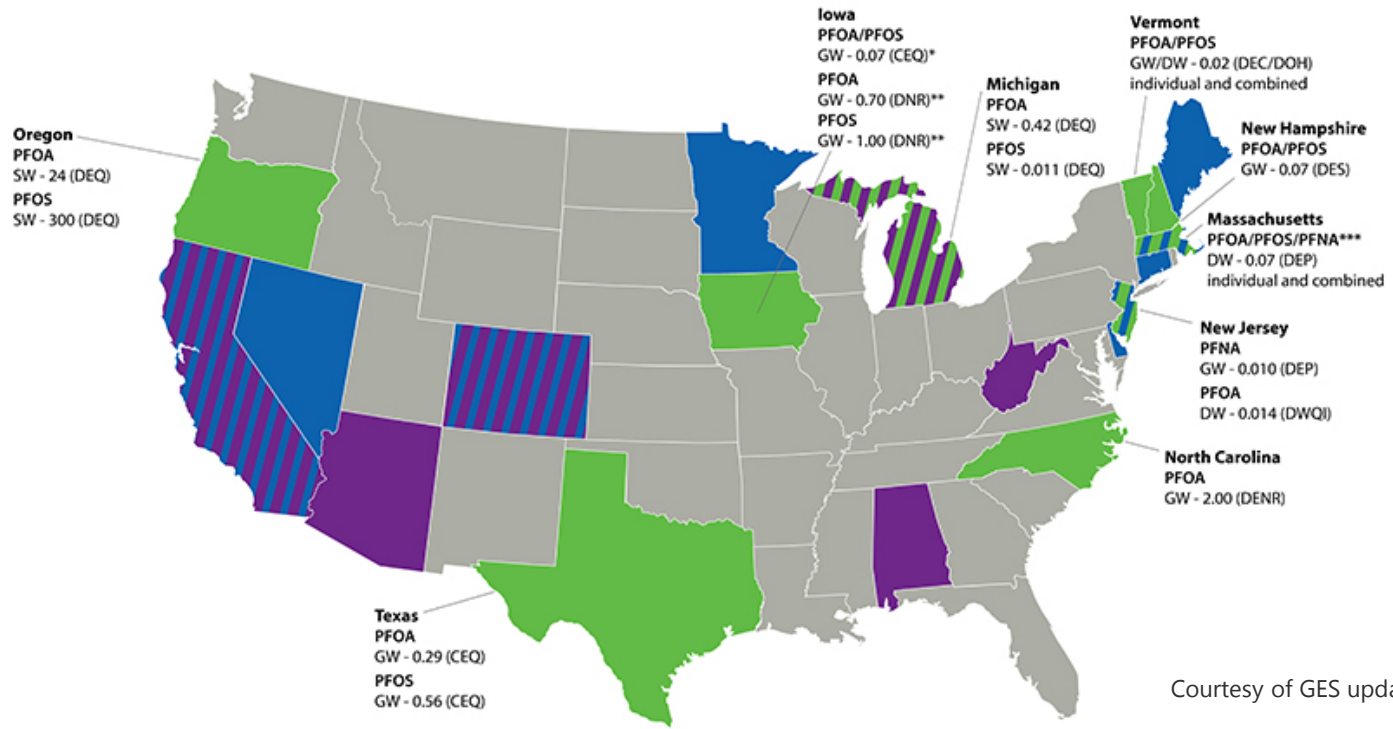 Oregon
PFOA
SW - 24 (DEQ)
PFOS
SW - 300 (DEQ)
Iowa
PFOA/PFOS
GW - 0.07 (CEQ)*
PFOA
GW - 0.70 (DNR)**
PFOS
GW - 1.00 (DNR)**
Michigan
PFOA
SW - 0.42 (DEQ)
PFOS
SW - 0.011 (DEQ)
Vermont
PFOA/PFOS
GW/DW - 0.02 (DEC/DOH)
individual and combined
New Hampshire
PFOA/PFOS
GW - 0.07 (DES)
Massachusetts
PFOA/PFOS/PFNA***
DW - 0.07 (DEP)
individual and combined
New Jersey
PFNA
GW - 0.010 (DEP)
PFOA
DW - 0.014 (DWQI)
North Carolina
PFOA
GW - 2.00 (DENR)
Texas
PFOA
GW - 0.29 (CEQ)
PFOS
GW - 0.56 (CEQ)
Courtesy of GES